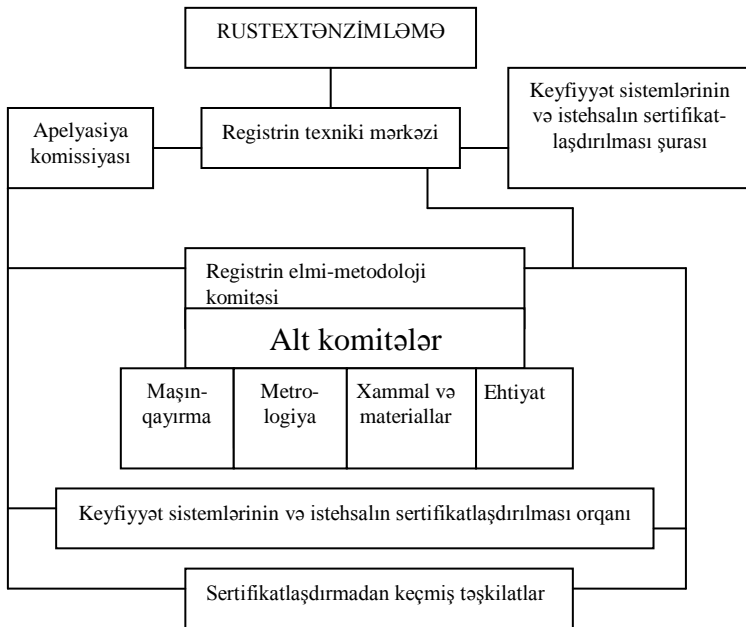 RUSTEXTƏNZİMLƏMƏ
Apelyasiya
komissiyası
Registrin texniki mərkəzi
Keyfiyyət sistemlərinin
və istehsalın sertifikat-
laşdırılması şurası
Registrin elmi-metodoloji
komitəsi
Alt komitələr
Maşın-
qayırma
Metro-
logiya
Xammal və
materiallar
Ehtiyat
Keyfiyyət sistemlərinin və istehsalın sertifikatlaşdırılması orqanı
Sertifikatlaşdırmadan keçmiş təşkilatlar